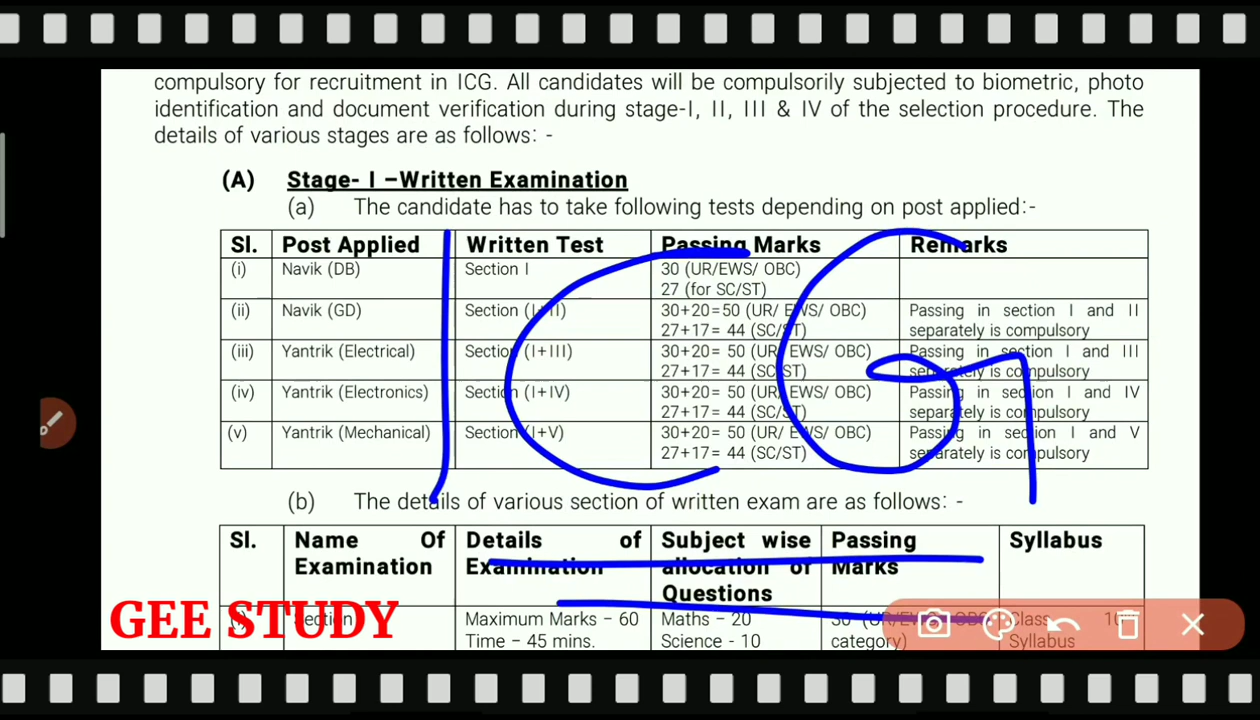 compulsory for recruitment in ICG. All candidates will be compulsorily subjected to biometric, photo
identification and document verification during stage-I, II, III & IV of the selection procedure. The
details of various stages are as follows: -
(A) Stage- I –Written Examination
(a) The candidate has to take following tests depending on post applied:-
Sl. Post Applied Written Test Passing Marks Remarks
(i) Navik (DB) Section I 30 (UR/EWS/ OBC)
27 (for SC/ST)
(ii) Navik (GD) Section (I+II) 30+20=50 (UR/ EWS/ OBC) Passing in section I and II
27+17= 44 (SC/ST) separately is compulsory
(iii) Yantrik (Electrical) Section (I+III) 30+20= 50 (UR/ EWS/ OBC) Passing in section I and III
27+17= 44 (SC/ST) separately is compulsory
(iv) Yantrik (Electronics) Section (I+IV) 30+20= 50 (UR/ EWS/ OBC) Passing in section I and IV
27+17= 44 (SC/ST) separately is compulsory
(v) Yantrik (Mechanical) Section (I+V) 30+20= 50 (UR/ EWS/ OBC) Passing in section I and V
27+17= 44 (SC/ST) separately is compulsory
(b) The details of various section of written exam are as follows: -
Sl. Name Of Details of Subject wise Passing Syllabus
Examination Examination allocation of Marks
Questions
GEE STUDY
Section Maximum Marks – 60 Maths – 20 30 (UR/EWS/ OBC Class 10th
Time – 45 mins. Science - 10 category) Syllabus
ICG